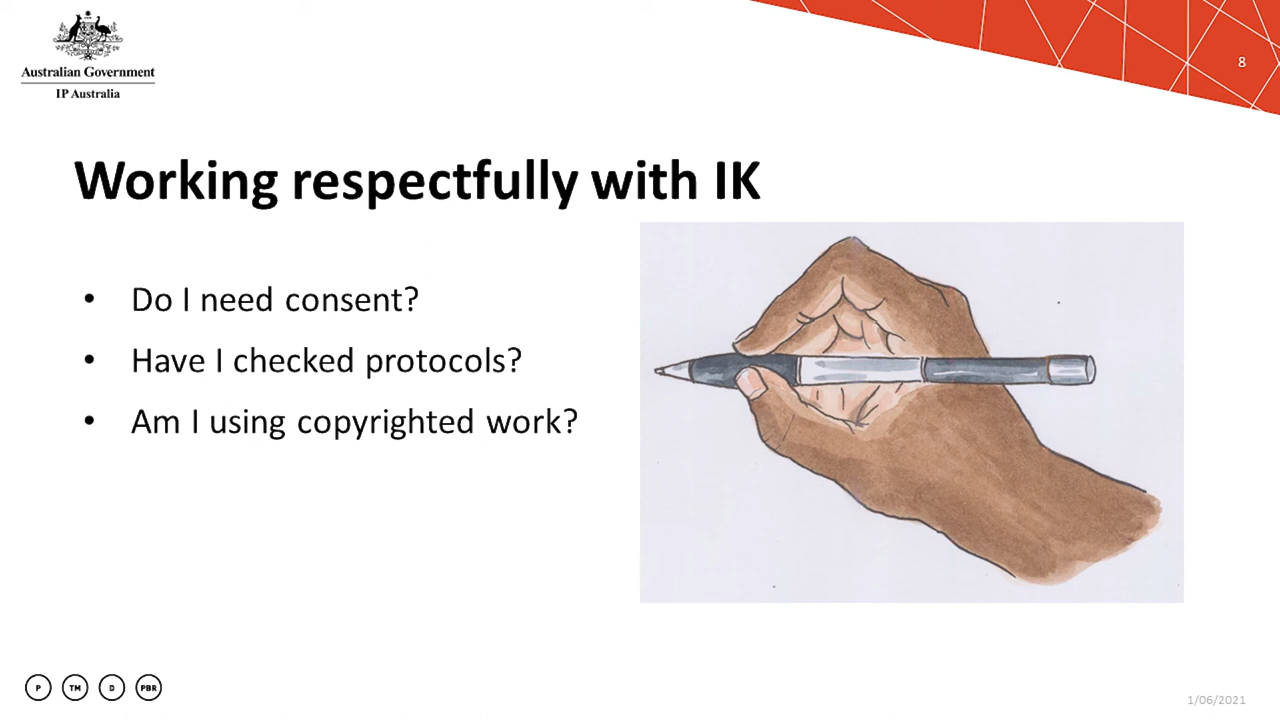 Australian Government
IP Australia
8
Working respectfully with IK
• Do I need consent?
• Have I checked protocols?
• Am I using copyrighted work?
P TM D PBR
1/06/2021